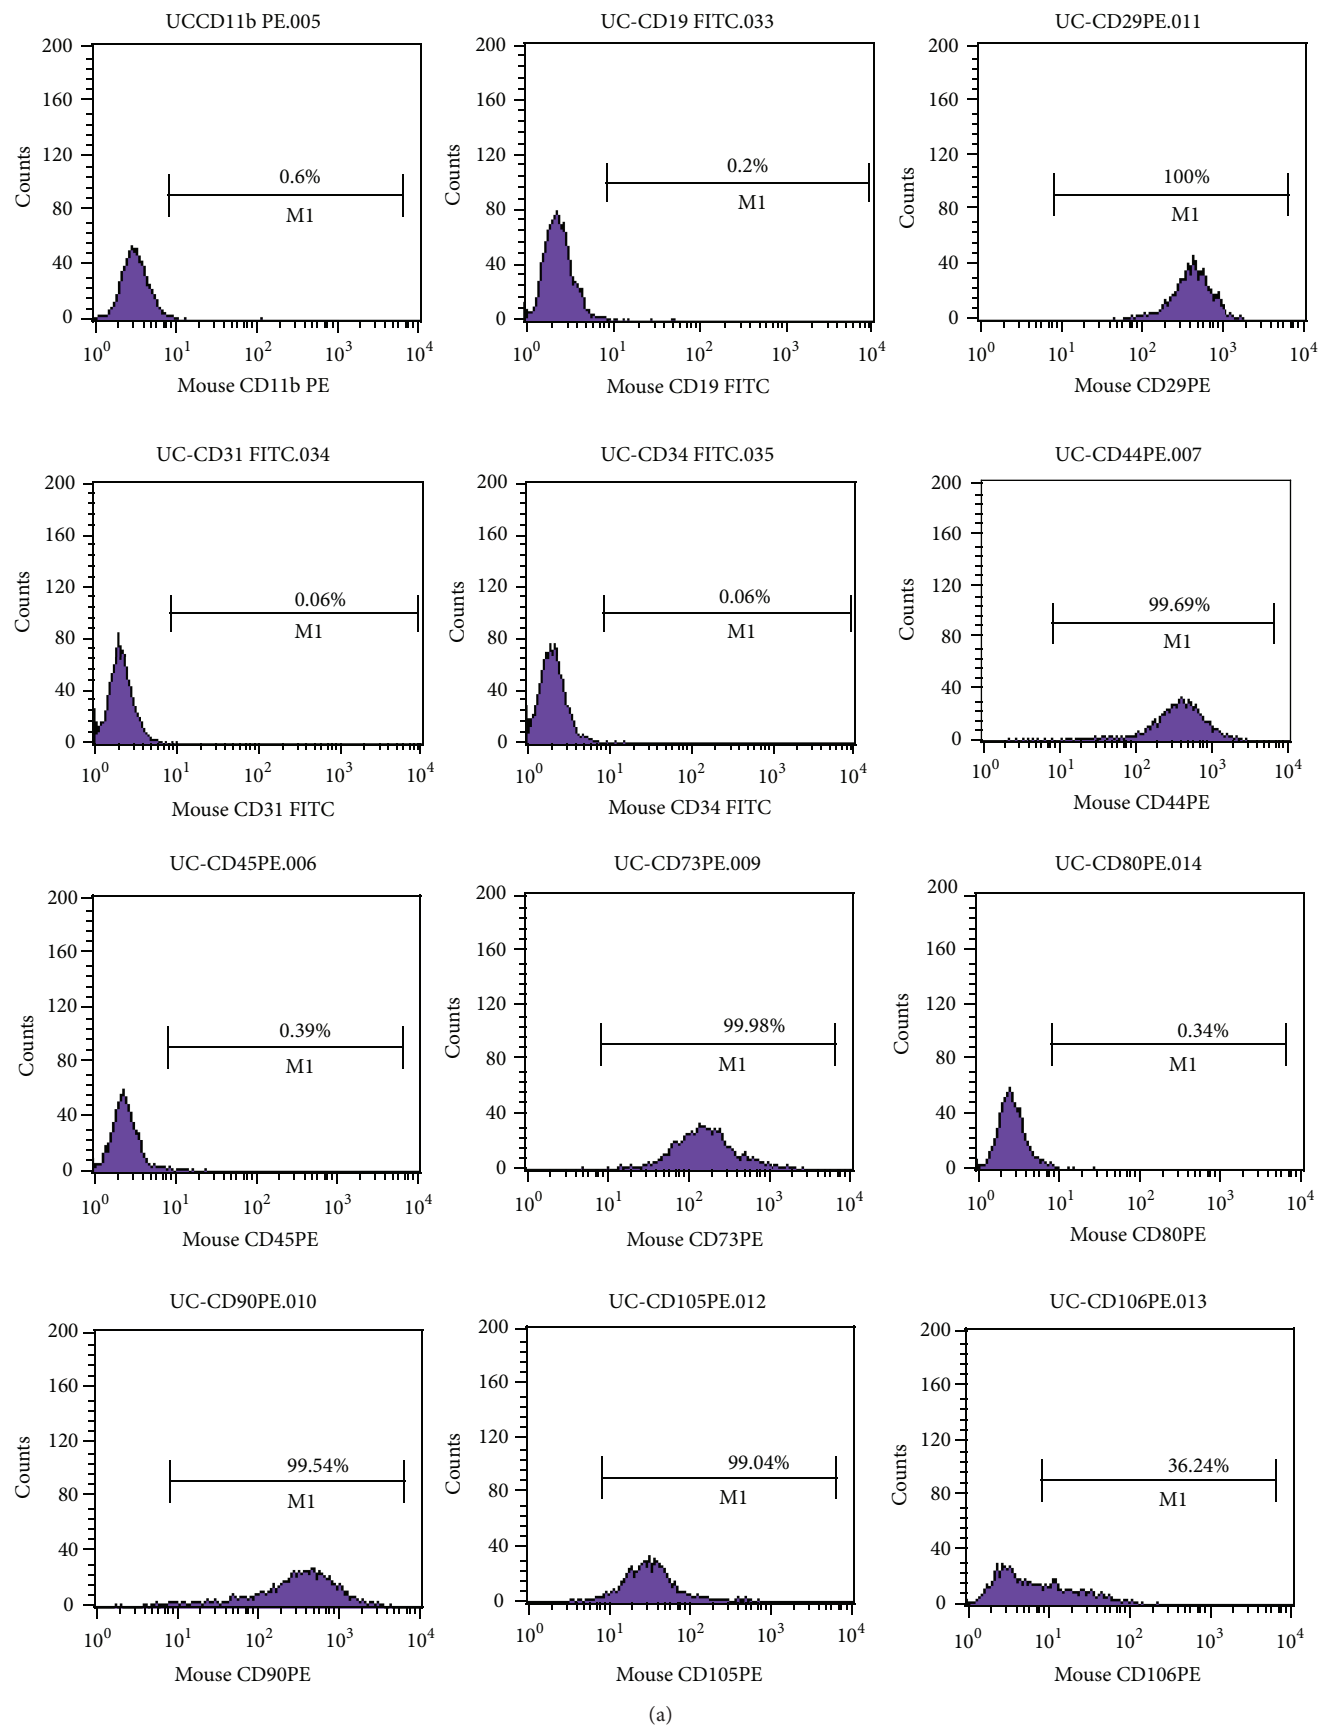 UCCD11b PE.005
200
160
120
80
40
0
Counts
0.6%
M1
10^0 10^1 10^2 10^3 10^4
Mouse CD11b PE
UC-CD19 FITC.033
200
160
120
80
40
0
Counts
0.2%
M1
10^0 10^1 10^2 10^3 10^4
Mouse CD19 FITC
UC-CD29PE.011
200
160
120
80
40
0
Counts
100%
M1
10^0 10^1 10^2 10^3 10^4
Mouse CD29PE
UC-CD31 FITC.034
200
160
120
80
40
0
Counts
0.06%
M1
10^0 10^1 10^2 10^3 10^4
Mouse CD31 FITC
UC-CD34 FITC.035
200
160
120
80
40
0
Counts
0.06%
M1
10^0 10^1 10^2 10^3 10^4
Mouse CD34 FITC
UC-CD44PE.007
200
160
120
80
40
0
Counts
99.69%
M1
10^0 10^1 10^2 10^3 10^4
Mouse CD44PE
UC-CD45PE.006
200
160
120
80
40
0
Counts
0.39%
M1
10^0 10^1 10^2 10^3 10^4
Mouse CD45PE
UC-CD73PE.009
200
160
120
80
40
0
Counts
99.98%
M1
10^0 10^1 10^2 10^3 10^4
Mouse CD73PE
UC-CD80PE.014
200
160
120
80
40
0
Counts
0.34%
M1
10^0 10^1 10^2 10^3 10^4
Mouse CD80PE
UC-CD90PE.010
200
160
120
80
40
0
Counts
99.54%
M1
10^0 10^1 10^2 10^3 10^4
Mouse CD90PE
UC-CD105PE.012
200
160
120
80
40
0
Counts
99.04%
M1
10^0 10^1 10^2 10^3 10^4
Mouse CD105PE
UC-CD106PE.013
200
160
120
80
40
0
Counts
36.24%
M1
10^0 10^1 10^2 10^3 10^4
Mouse CD106PE
(a)